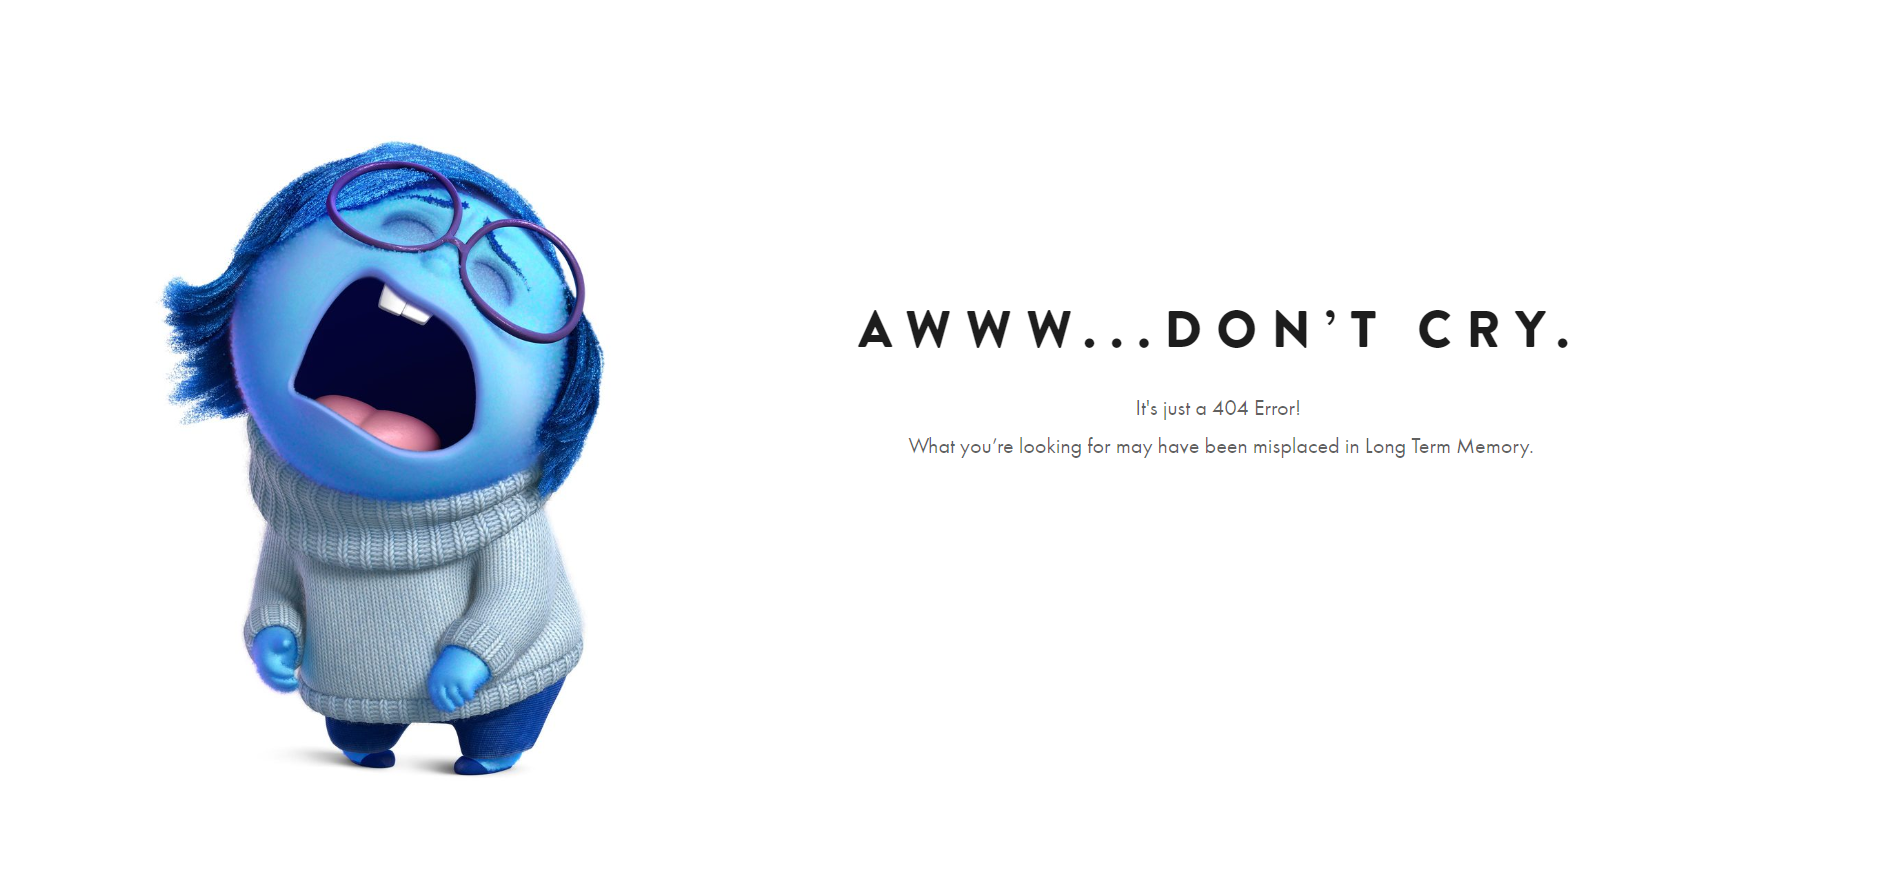 AWWW...DON’T CRY.
It's just a 404 Error!
What you’re looking for may have been misplaced in Long Term Memory.